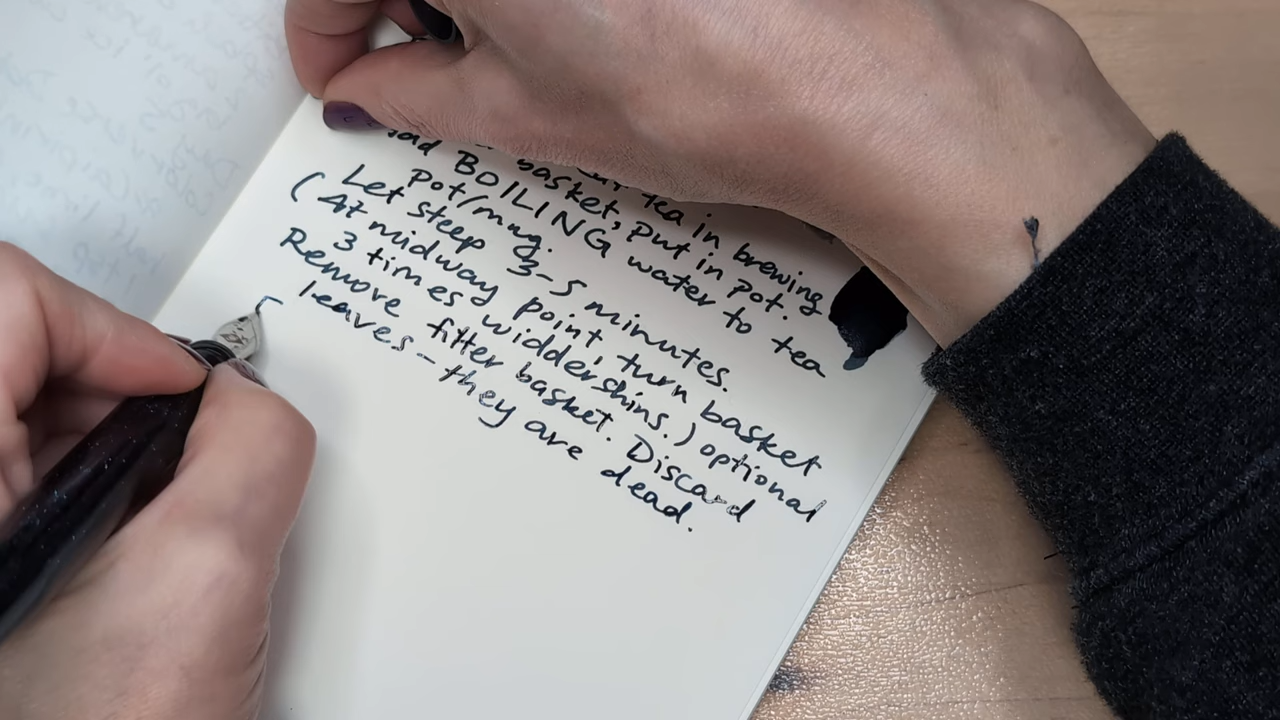 tea in brewing
basket, put in pot.
Add BOILING water to tea
pot/mug.
Let steep 3-5 minutes.
(At midway point, turn basket
3 times widdershins.) optional
Remove filter basket. Discard
leaves -- they are dead.